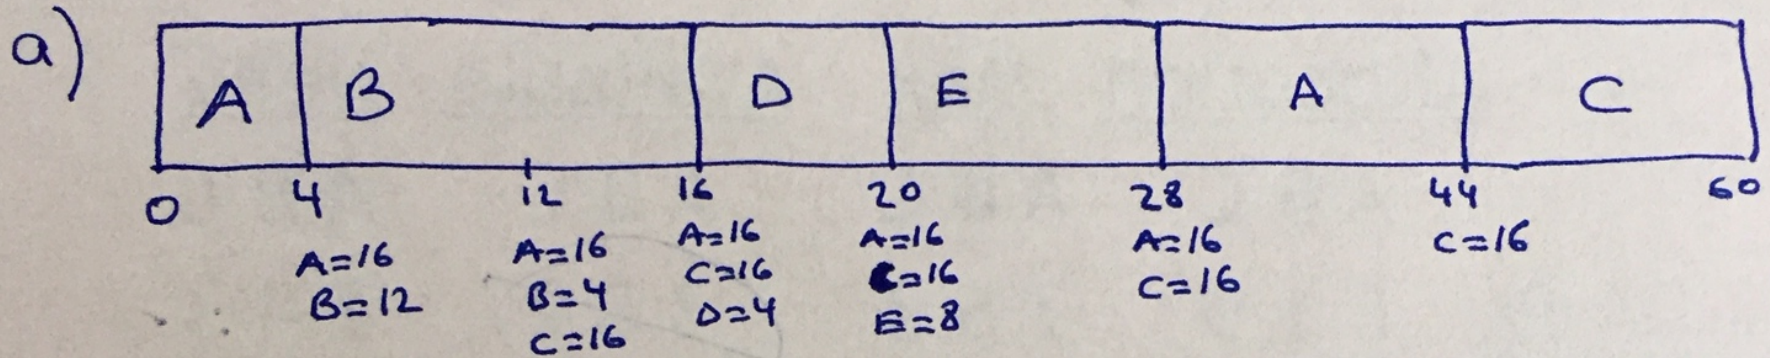 a)
A B D E A C
0 4 12 16 20 28 44 60
A=16 A=16 A=16 A=16 A=16 C=16
B=12 B=4 C=16 C=16 C=16
C=16 D=4 E=8